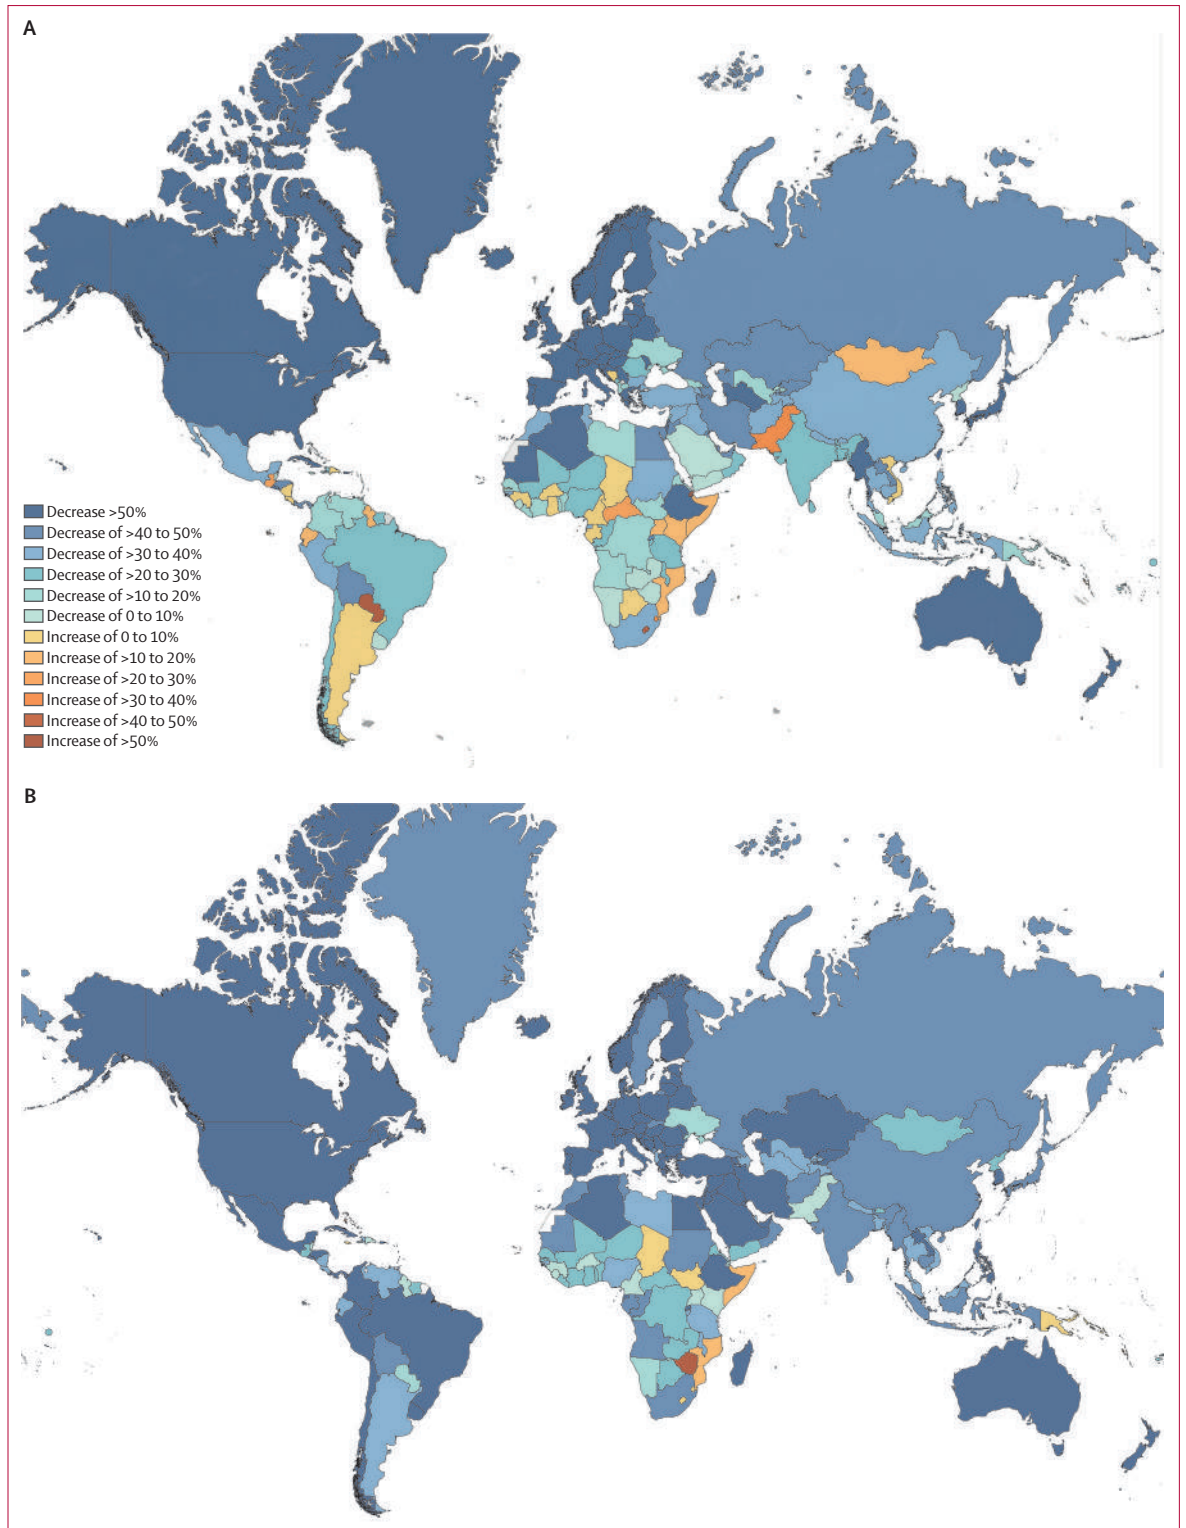 A
Decrease >50%
Decrease of >40 to 50%
Decrease of >30 to 40%
Decrease of >20 to 30%
Decrease of >10 to 20%
Decrease of 0 to 10%
Increase of 0 to 10%
Increase of >10 to 20%
Increase of >20 to 30%
Increase of >30 to 40%
Increase of >40 to 50%
Increase of >50%
B